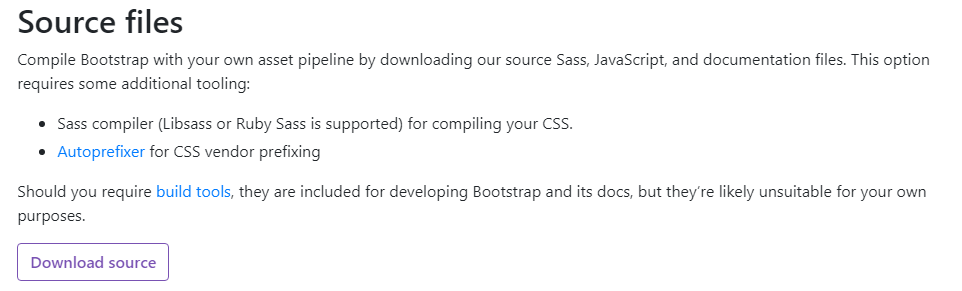 Source files
Compile Bootstrap with your own asset pipeline by downloading our source Sass, JavaScript, and documentation files. This option
requires some additional tooling:
• Sass compiler (Libsass or Ruby Sass is supported) for compiling your CSS.
• Autoprefixer for CSS vendor prefixing
Should you require build tools, they are included for developing Bootstrap and its docs, but they’re likely unsuitable for your own
purposes.
Download source